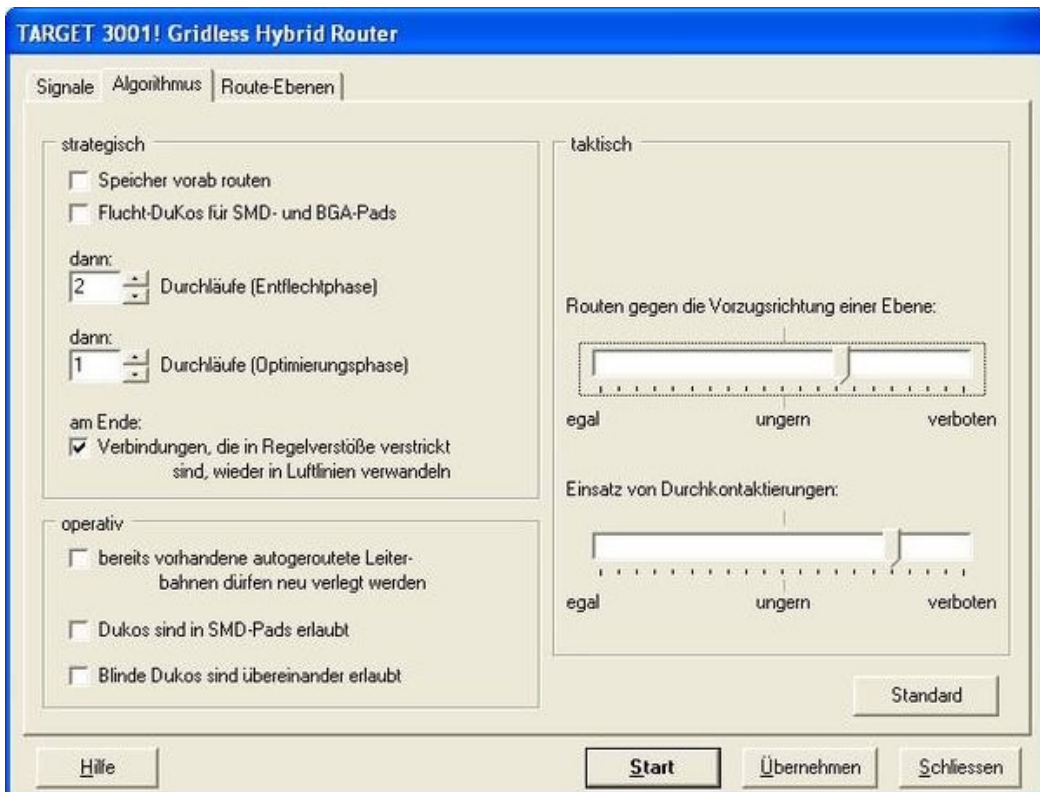 TARGET 3001! Gridless Hybrid Router
Signale
Algorithmus
Route-Ebenen
strategisch
Speicher vorab routen
Flucht-DuKos für SMD- und BGA-Pads
dann:
2
Durchläufe (Entflechtphase)
dann:
1
Durchläufe (Optimierungsphase)
am Ende:
Verbindungen, die in Regelverstöße verstrickt
sind, wieder in Luftlinien verwandeln
operativ
bereits vorhandene autogeroutete Leiter-
bahnen dürfen neu verlegt werden
Dukos sind in SMD-Pads erlaubt
Blinde Dukos sind übereinander erlaubt
taktisch
Routen gegen die Vorzugsrichtung einer Ebene:
egal ungern verboten
Einsatz von Durchkontaktierungen:
egal ungern verboten
Standard
Hilfe
Start
Übernehmen
Schliessen